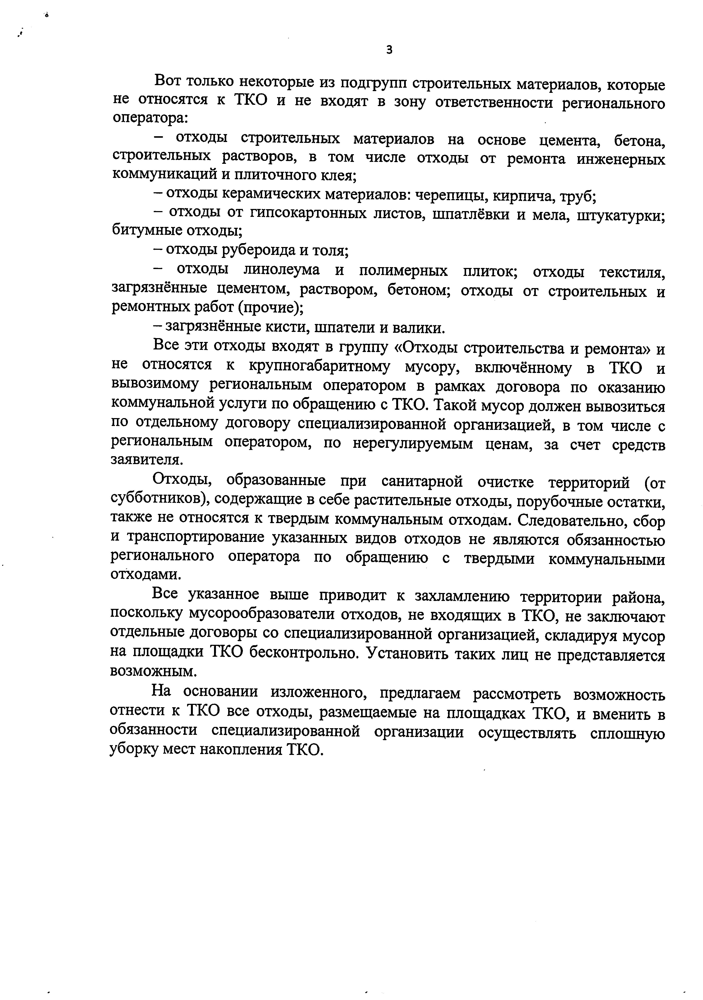 3
Вот только некоторые из подгрупп строительных материалов, которые
не относятся к ТКО и не входят в зону ответственности регионального
оператора:
– отходы строительных материалов на основе цемента, бетона,
строительных растворов, в том числе отходы от ремонта инженерных
коммуникаций и плиточного клея;
– отходы керамических материалов: черепицы, кирпича, труб;
– отходы от гипсокартонных листов, шпатлёвки и мела, штукатурки;
битумные отходы;
– отходы рубероида и толя;
– отходы линолеума и полимерных плиток; отходы текстиля,
загрязнённые цементом, раствором, бетоном; отходы от строительных и
ремонтных работ (прочие);
– загрязнённые кисти, шпатели и валики.
Все эти отходы входят в группу «Отходы строительства и ремонта» и
не относятся к крупногабаритному мусору, включённому в ТКО и
вывозимому региональным оператором в рамках договора по оказанию
коммунальной услуги по обращению с ТКО. Такой мусор должен вывозиться
по отдельному договору специализированной организацией, в том числе с
региональным оператором, по нерегулируемым ценам, за счет средств
заявителя.
Отходы, образованные при санитарной очистке территорий (от
субботников), содержащие в себе растительные отходы, порубочные остатки,
также не относятся к твердым коммунальным отходам. Следовательно, сбор
и транспортирование указанных видов отходов не являются обязанностью
регионального оператора по обращению с твердыми коммунальными
отходами.
Все указанное выше приводит к захламлению территории района,
поскольку мусорообразователи отходов, не входящих в ТКО, не заключают
отдельные договоры со специализированной организацией, складируя мусор
на площадки ТКО бесконтрольно. Установить таких лиц не представляется
возможным.
На основании изложенного, предлагаем рассмотреть возможность
отнести к ТКО все отходы, размещаемые на площадках ТКО, и вменить в
обязанности специализированной организации осуществлять сплошную
уборку мест накопления ТКО.